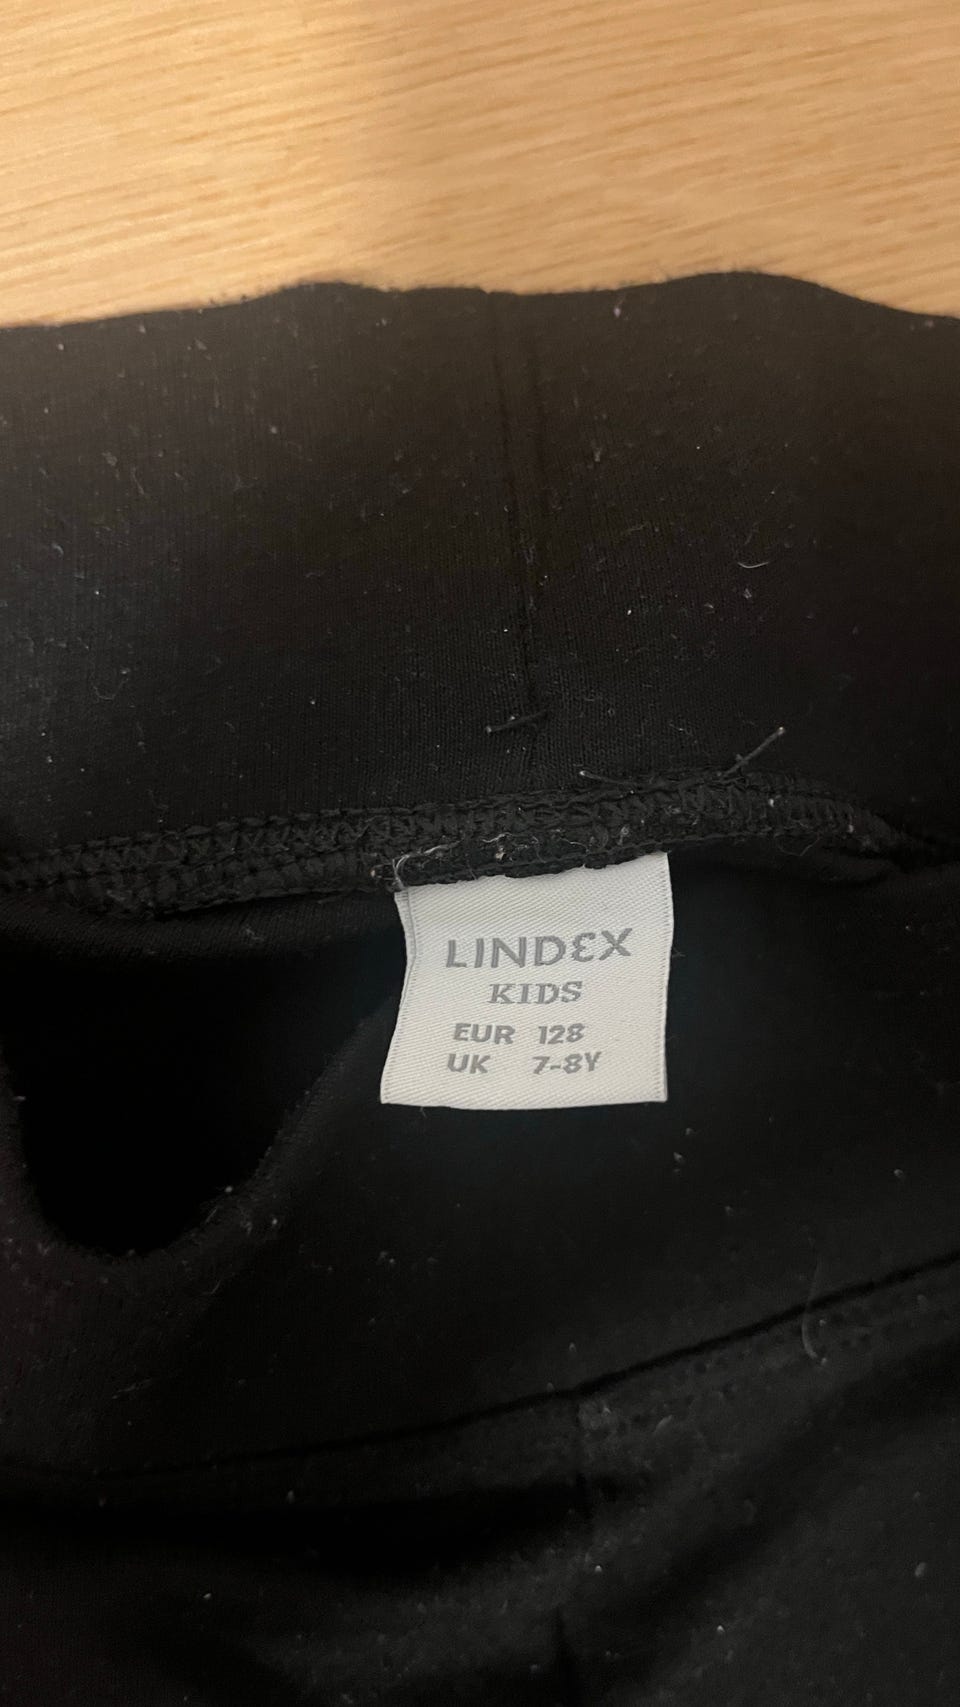 LINDEX
KIDS
EUR 128
UK 7-8Y